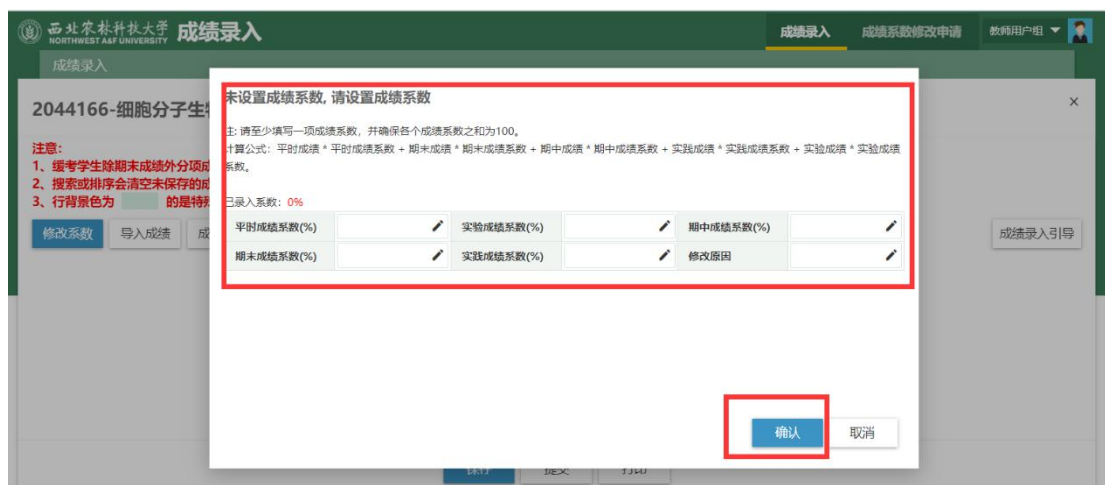 西北农林科技大学 成绩录入 成绩录入 成绩系数修改申请 教师用户组
NORTHWEST A&F UNIVERSITY
成绩录入
2044166-细胞分子生
×
注意:
1、缓考学生除期末成绩外分项成
2、搜索或排序会清空未保存的成
3、行背景色为 的是特殊
修改系数 导入成绩 成 成绩录入引导
未设置成绩系数, 请设置成绩系数
注: 请至少填写一项成绩系数，并确保各个成绩系数之和为100。
计算公式：平时成绩 * 平时成绩系数 + 期末成绩 * 期末成绩系数 + 期中成绩 * 期中成绩系数 + 实践成绩 * 实践成绩系数 + 实验成绩 * 实验成绩
系数。
已录入系数：0%
平时成绩系数(%) 实验成绩系数(%) 期中成绩系数(%)
期末成绩系数(%) 实践成绩系数(%) 修改原因
确认 取消
保存 提交 打印